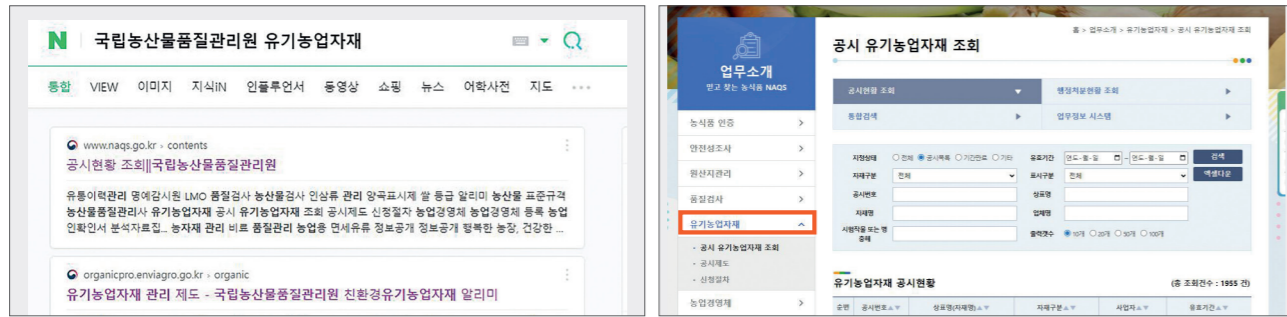 N 국립농산물품질관리원 유기농업자재
통합 VIEW 이미지 지식iN 인플루언서 동영상 쇼핑 뉴스 어학사전 지도
www.naqs.go.kr › contents
공시현황 조회||국립농산물품질관리원
유통이력관리 명예감시원 LMO 품질검사 농산물검사 인삼류 관리 양곡표시제 쌀 등급 알리미 농산물 표준규격
농산물품질관리사 유기농업자재 공시 유기농업자재 조회 공시제도 신청절차 농업경영체 농업경영체 등록 농업
인확인서 분석자료집... 농자재 관리 비료 품질관리 농업용 면세유류 정보공개 정보공개 행복한 농장, 건강한 ...
organicpro.enviagro.go.kr › organic
유기농업자재 관리 제도 - 국립농산물품질관리원 친환경유기농업자재 알리미
업무소개
믿고 찾는 농식품 NAQS
농식품 인증
안전성조사
원산지관리
품질검사
유기농업자재
- 공시 유기농업자재 조회
- 공시제도
- 신청절차
농업경영체
홈 > 업무소개 > 유기농업자재 > 공시 유기농업자재 조회
공시 유기농업자재 조회
공시현황 조회 행정처분현황 조회
통합검색 업무정보 시스템
지정상태 전체 공시목록 기간만료 기타 유효기간 연도-월-일 ~ 연도-월-일 검색
자재구분 전체 표시구분 전체 엑셀다운
공시번호 상표명
자재명 업체명
시험작물 또는 병
충해 출력갯수 10개 20개 50개 100개
유기농업자재 공시현황 (총 조회건수 : 1955 건)
순번 공시번호▲▼ 상표명(자재명)▲▼ 자재구분▲▼ 사업자▲▼ 유효기간▲▼